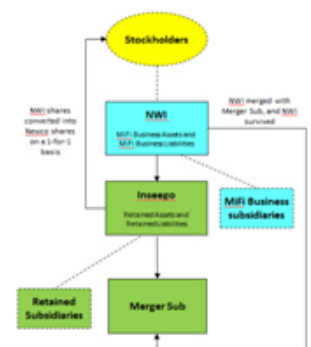 Stockholders
NWI shares
converted into
Newco shares
on a 1-for-1
basis
NWI
MiFi Business Assets and
MiFi Business Liabilities
NWI merged with
Merger Sub, and NWI
survived
Inseego
Retained Assets and
Retained Liabilities
MiFi Business
subsidiaries
Retained
Subsidiaries
Merger Sub